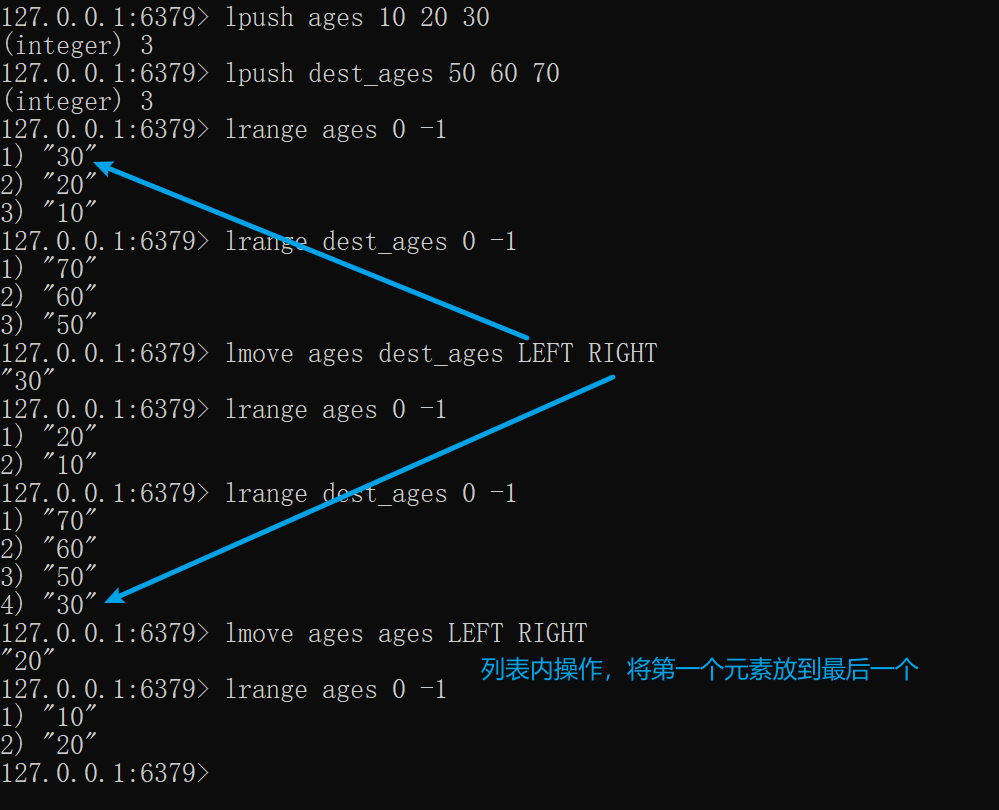 127.0.0.1:6379> lpush ages 10 20 30
(integer) 3
127.0.0.1:6379> lpush dest_ages 50 60 70
(integer) 3
127.0.0.1:6379> lrange ages 0 -1
1) "30"
2) "20"
3) "10"
127.0.0.1:6379> lrange dest_ages 0 -1
1) "70"
2) "60"
3) "50"
127.0.0.1:6379> lmove ages dest_ages LEFT RIGHT
"30"
127.0.0.1:6379> lrange ages 0 -1
1) "20"
2) "10"
127.0.0.1:6379> lrange dest_ages 0 -1
1) "70"
2) "60"
3) "50"
4) "30"
127.0.0.1:6379> lmove ages ages LEFT RIGHT
"20"
列表内操作，将第一个元素放到最后一个
127.0.0.1:6379> lrange ages 0 -1
1) "10"
2) "20"
127.0.0.1:6379>